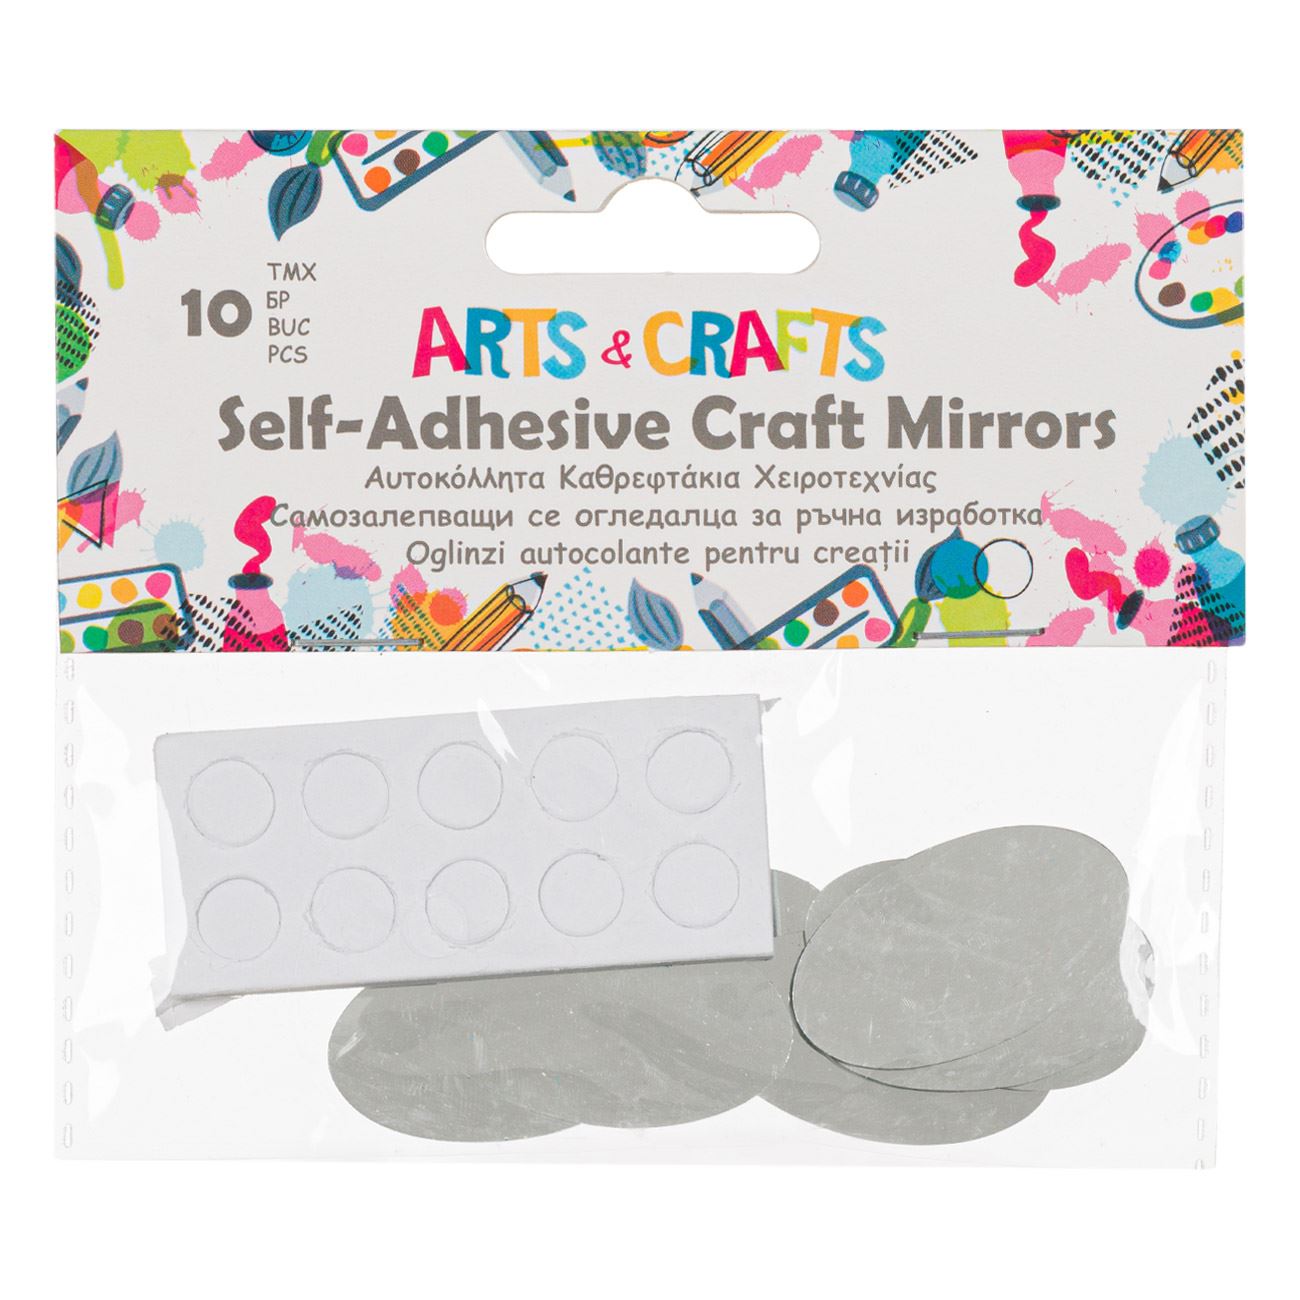 10 ΤΜΧ
БР
BUC
PCS
ARTS & CRAFTS
Self-Adhesive Craft Mirrors
Αυτοκόλλητα Καθρεφτάκια Χειροτεχνίας
Самозалепващи се огледалца за ръчна изработка
Oglinzi autocolante pentru creații